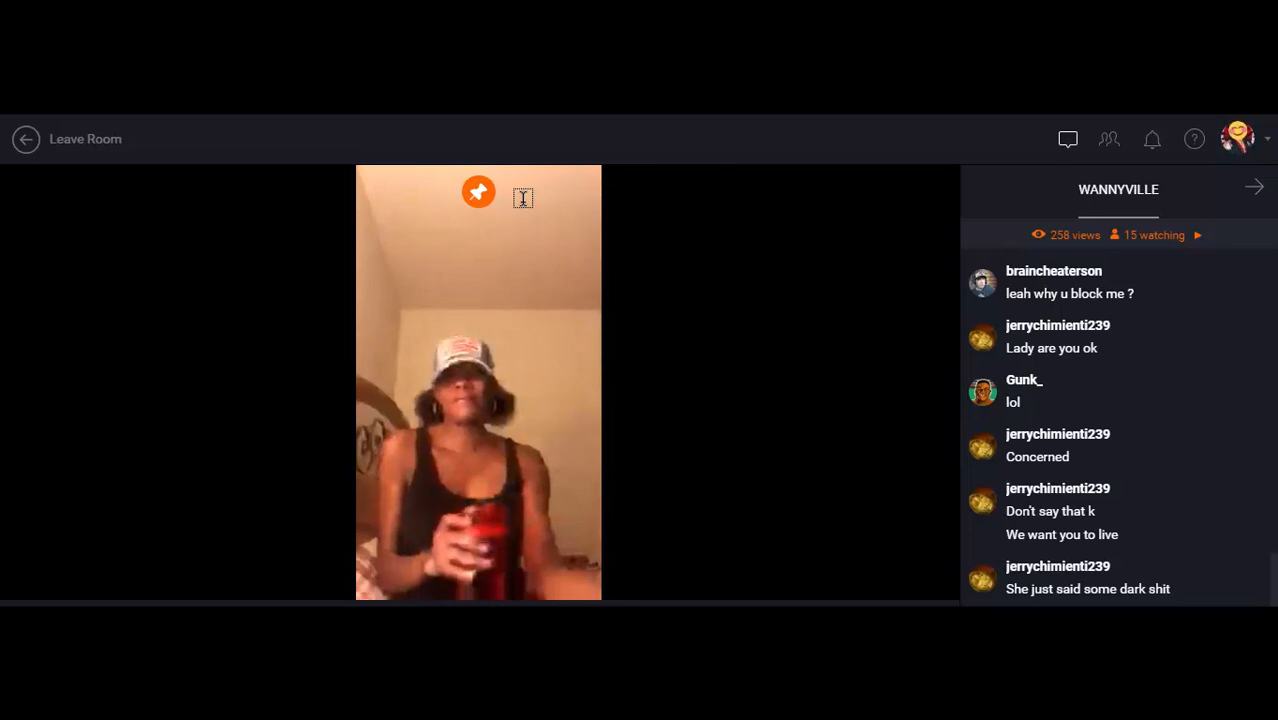 Leave Room
WANNYVILLE
258 views 15 watching
braincheaterson
leah why u block me ?
jerrychimienti239
Lady are you ok
Gunk_
lol
jerrychimienti239
Concerned
jerrychimienti239
Don't say that k
We want you to live
jerrychimienti239
She just said some dark shit